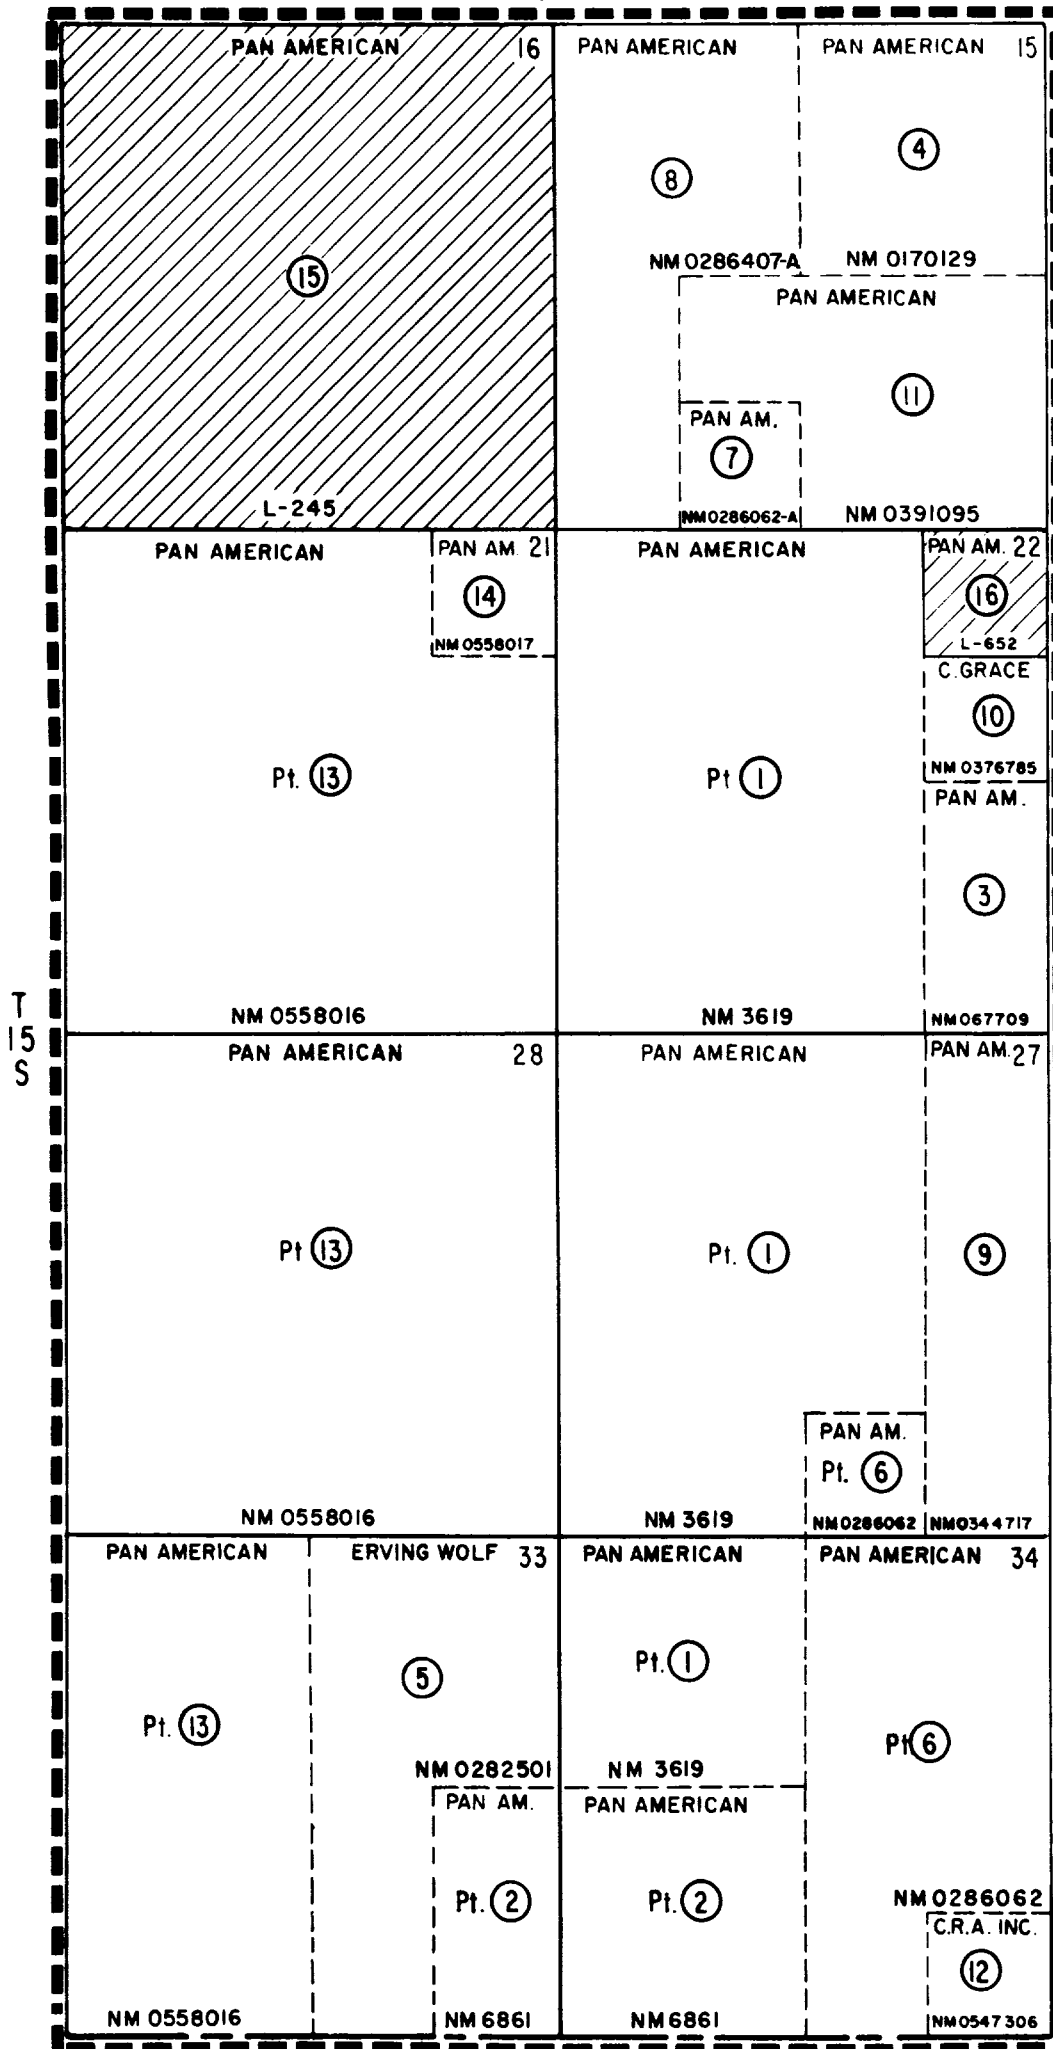 PAN AMERICAN 16
15
L-245
PAN AMERICAN
8
NM 0286407-A
PAN AMERICAN 15
4
NM 0170129
PAN AMERICAN
11
NM 0391095
PAN AM.
7
NM0286062-A
PAN AMERICAN
Pt. 13
NM 0558016
PAN AM. 21
14
NM 0558017
PAN AMERICAN
Pt 1
NM 3619
PAN AM. 22
16
L-652
C. GRACE
10
NM 0376785
PAN AM.
3
NM067709
T
15
S
PAN AMERICAN 28
Pt 13
NM 0558016
PAN AMERICAN
Pt. 1
NM 3619
PAN AM. 27
9
NM0344717
PAN AM.
Pt. 6
NM0286062
PAN AMERICAN
Pt. 13
NM 0558016
ERVING WOLF 33
5
NM 0282501
PAN AM.
Pt. 2
NM 6861
PAN AMERICAN
Pt. 1
NM 3619
PAN AMERICAN
Pt. 2
NM 6861
PAN AMERICAN 34
Pt 6
NM 0286062
C.R.A. INC.
12
NM0547306